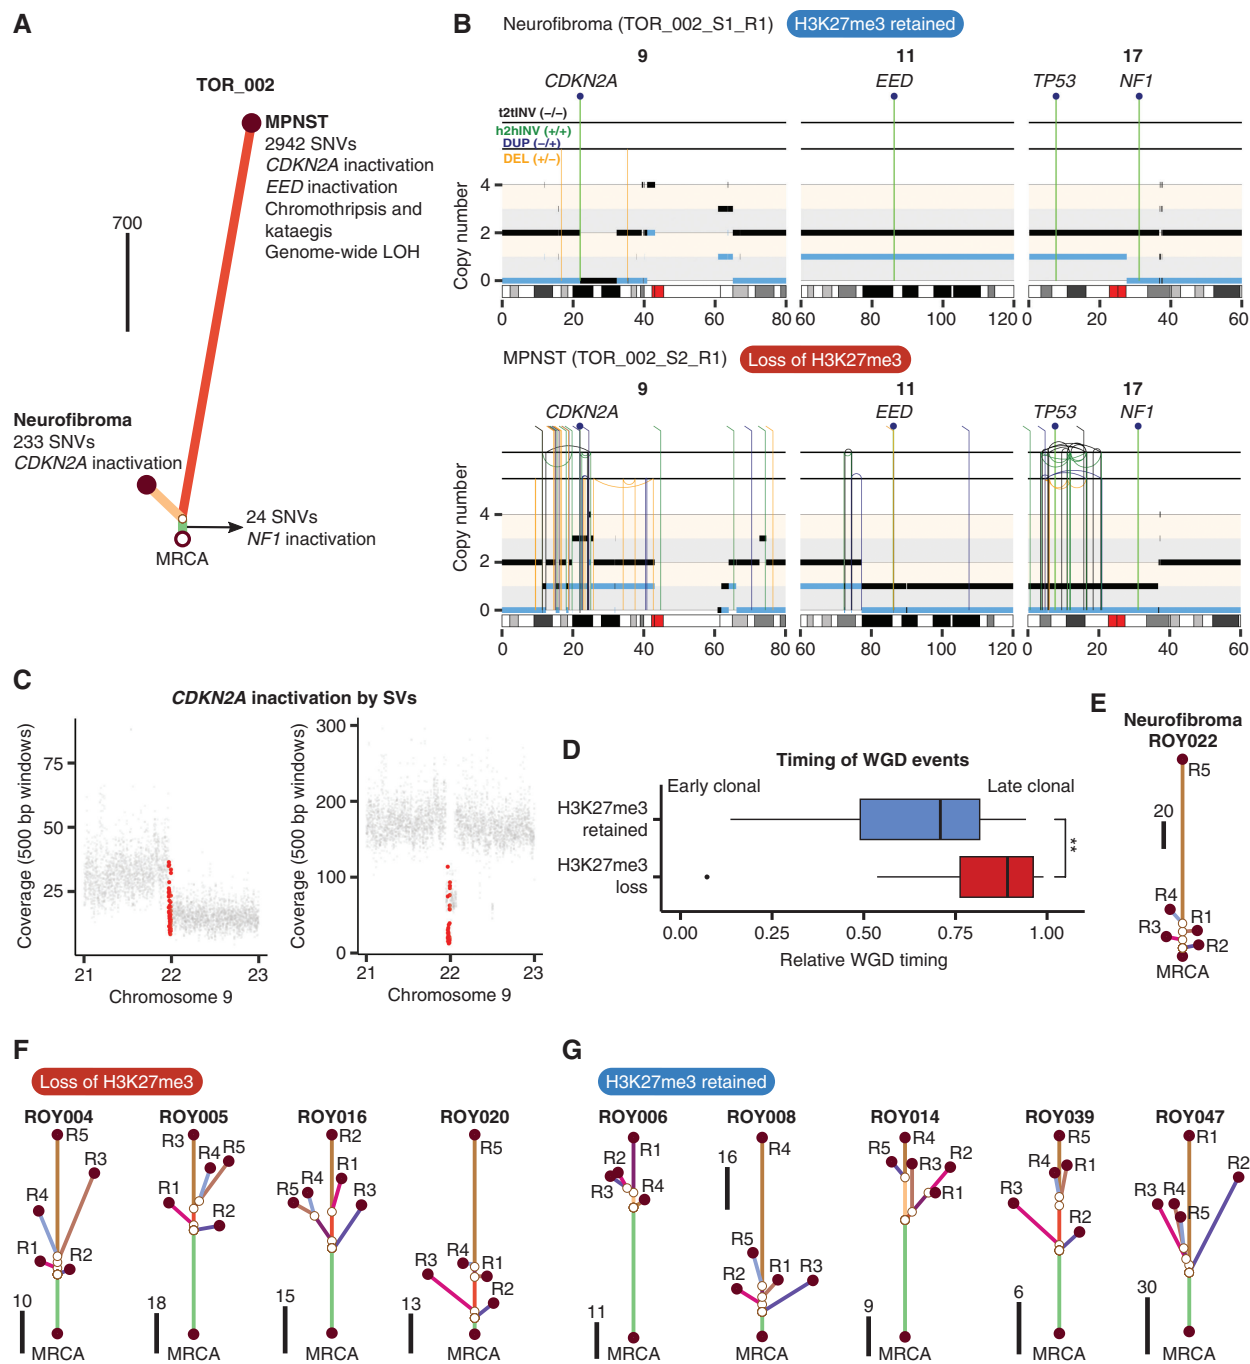 A
TOR_002
MPNST
2942 SNVs
CDKN2A inactivation
EED inactivation
Chromothripsis and
kataegis
Genome-wide LOH
700
Neurofibroma
233 SNVs
CDKN2A inactivation
24 SNVs
NF1 inactivation
MRCA
B
Neurofibroma (TOR_002_S1_R1) H3K27me3 retained
9 11 17
CDKN2A EED TP53 NF1
t2tINV (–/–)
h2hINV (+/+)
DUP (–/+)
DEL (+/–)
Copy number
4
2
0
0 20 40 60 80 60 80 100 120 0 20 40 60
MPNST (TOR_002_S2_R1) Loss of H3K27me3
9 11 17
CDKN2A EED TP53 NF1
Copy number
4
2
0
0 20 40 60 80 60 80 100 120 0 20 40 60
C
CDKN2A inactivation by SVs
Coverage (500 bp windows)
75
50
25
21 22 23
Chromosome 9
Coverage (500 bp windows)
300
200
100
0
21 22 23
Chromosome 9
D
Timing of WGD events
Early clonal Late clonal
H3K27me3
retained
H3K27me3
loss
**
0.00 0.25 0.50 0.75 1.00
Relative WGD timing
E
Neurofibroma
ROY022
R5
20
R4
R1
R3
R2
MRCA
F
Loss of H3K27me3
ROY004
R5
R3
R4
R1
R2
10
MRCA
ROY005
R3
R4
R5
R1
R2
18
MRCA
ROY016
R2
R1
R4
R5
R3
15
MRCA
ROY020
R5
R4
R3
R1
R2
13
MRCA
G
H3K27me3 retained
ROY006
R1
R2
R3
R4
11
MRCA
ROY008
R4
16
R5
R2
R1
R3
MRCA
ROY014
R4
R5
R3
R2
R1
9
MRCA
ROY039
R5
R4
R1
R3
R2
6
MRCA
ROY047
R1
R2
R3
R4
R5
30
MRCA